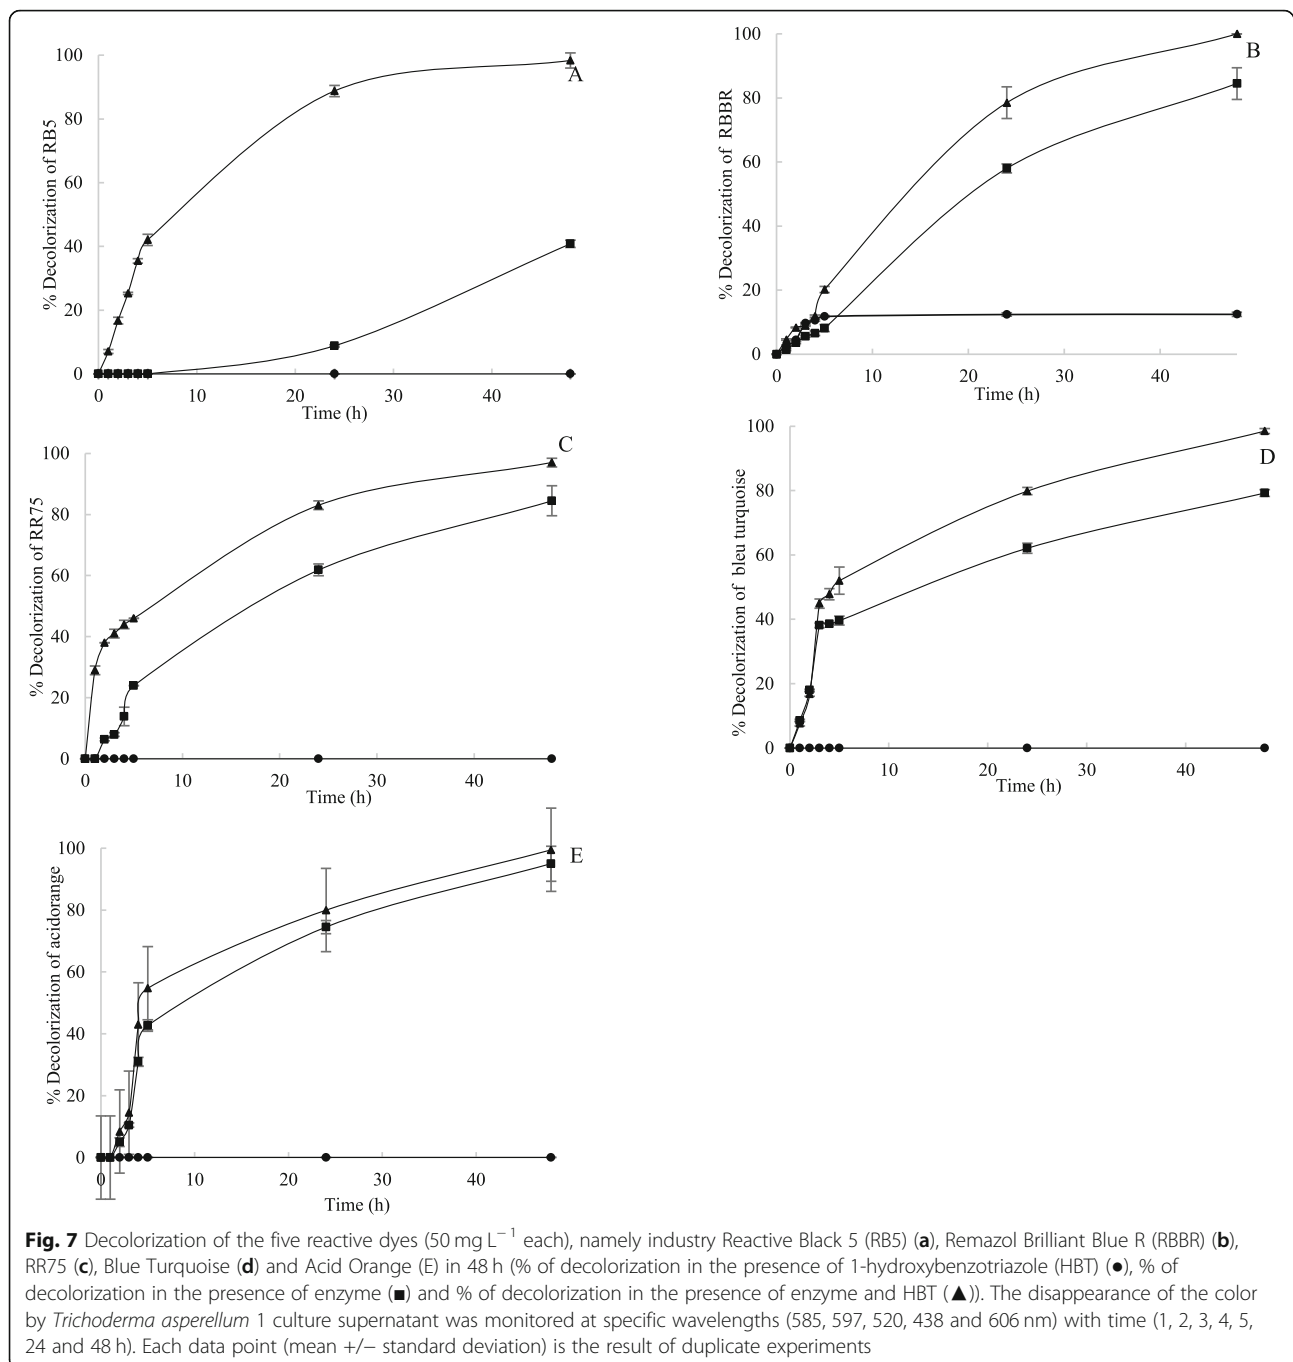 A
% Decolorization of RB5
100
80
60
40
20
0
0 10 20 30 40
Time (h)
B
% Decolorization of RBBR
100
80
60
40
20
0
0 10 20 30 40
Time (h)
C
% Decolorization of RR75
100
80
60
40
20
0
0 10 20 30 40
Time (h)
D
% Decolorization of bleu turquoise
100
80
60
40
20
0
0 20 40
Time (h)
E
% Decolorization of acidorange
100
80
60
40
20
0
0 10 20 30 40
Time (h)
Fig. 7 Decolorization of the five reactive dyes (50 mg L⁻¹ each), namely industry Reactive Black 5 (RB5) (a), Remazol Brilliant Blue R (RBBR) (b),
RR75 (c), Blue Turquoise (d) and Acid Orange (E) in 48 h (% of decolorization in the presence of 1-hydroxybenzotriazole (HBT) (●), % of
decolorization in the presence of enzyme (■) and % of decolorization in the presence of enzyme and HBT (▲)). The disappearance of the color
by Trichoderma asperellum 1 culture supernatant was monitored at specific wavelengths (585, 597, 520, 438 and 606 nm) with time (1, 2, 3, 4, 5,
24 and 48 h). Each data point (mean +/− standard deviation) is the result of duplicate experiments